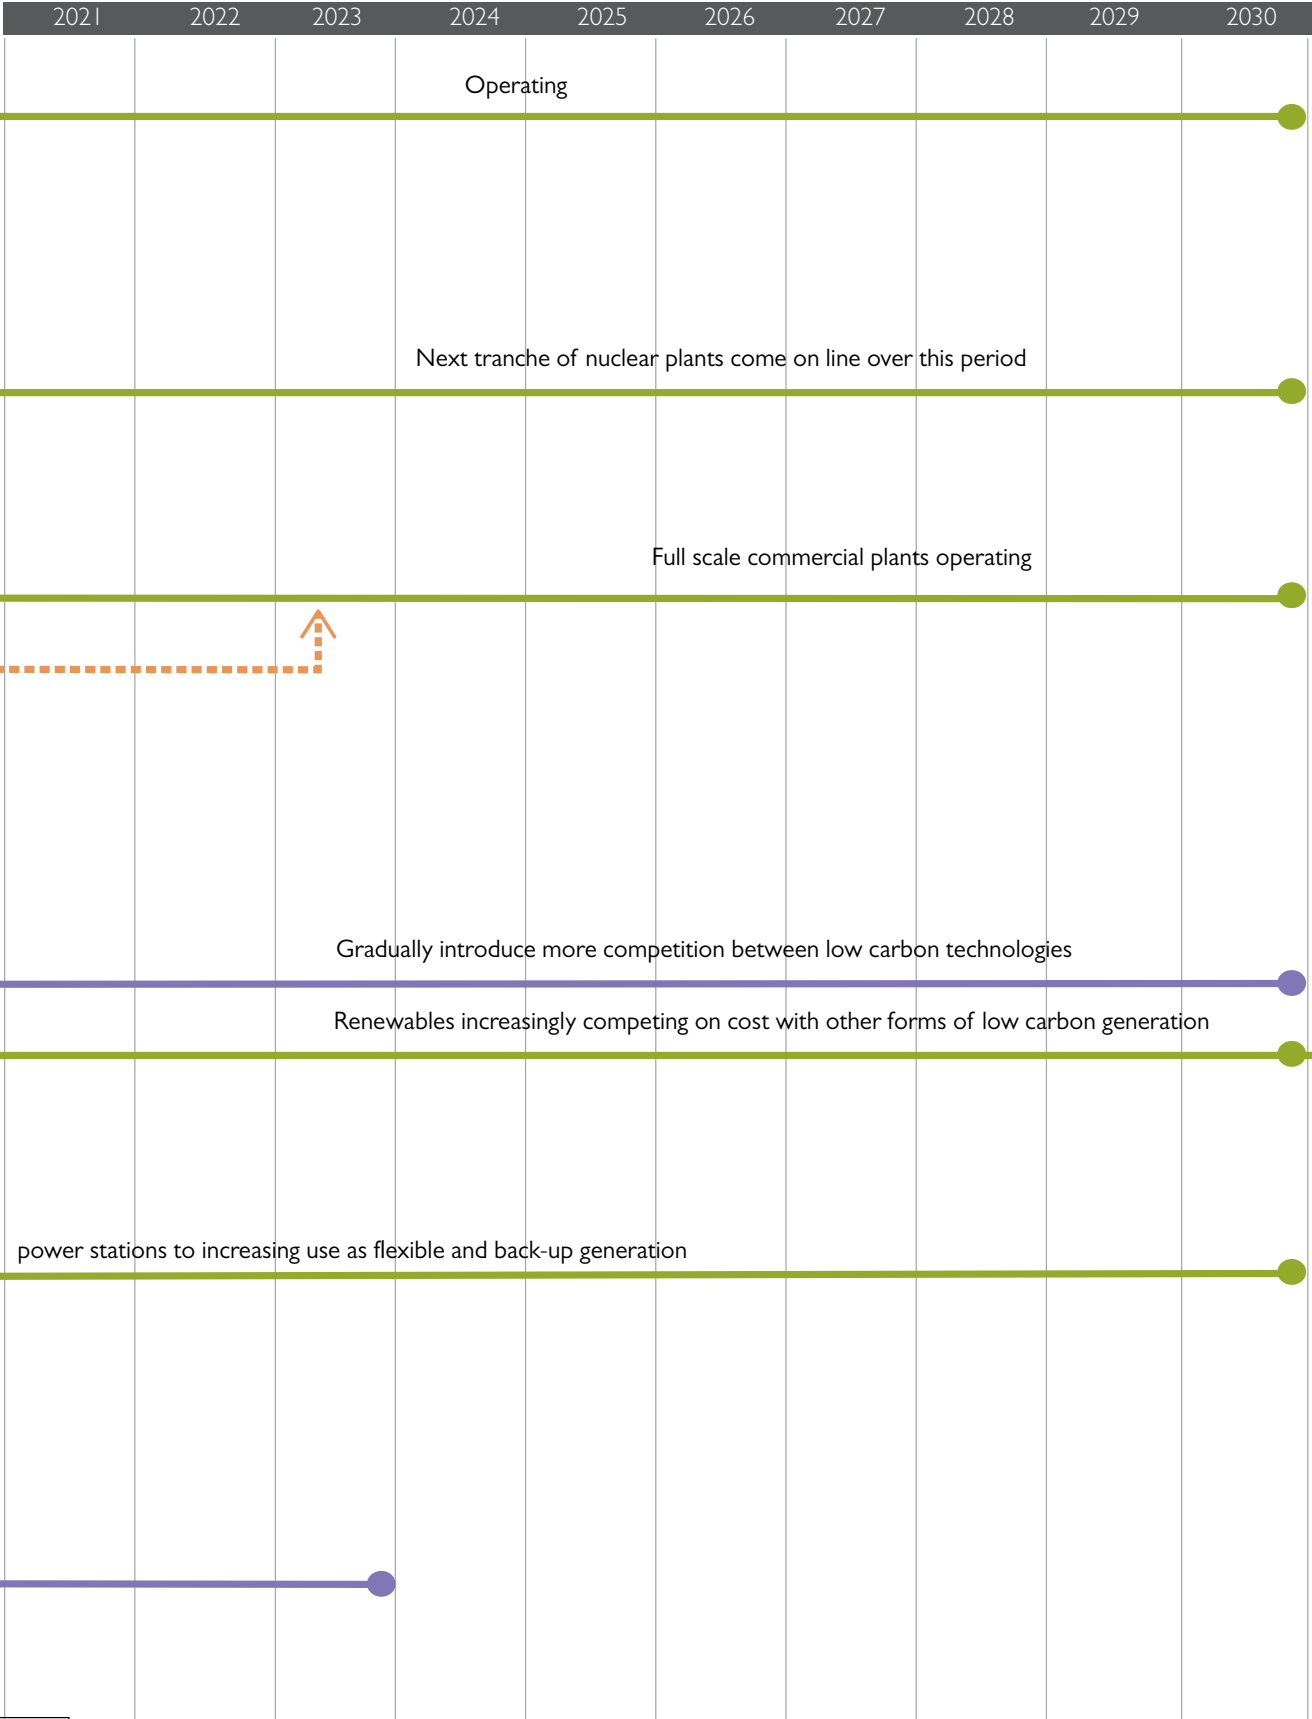 2021 2022 2023 2024 2025 2026 2027 2028 2029 2030
Operating
Next tranche of nuclear plants come on line over this period
Full scale commercial plants operating
Gradually introduce more competition between low carbon technologies
Renewables increasingly competing on cost with other forms of low carbon generation
power stations to increasing use as flexible and back-up generation